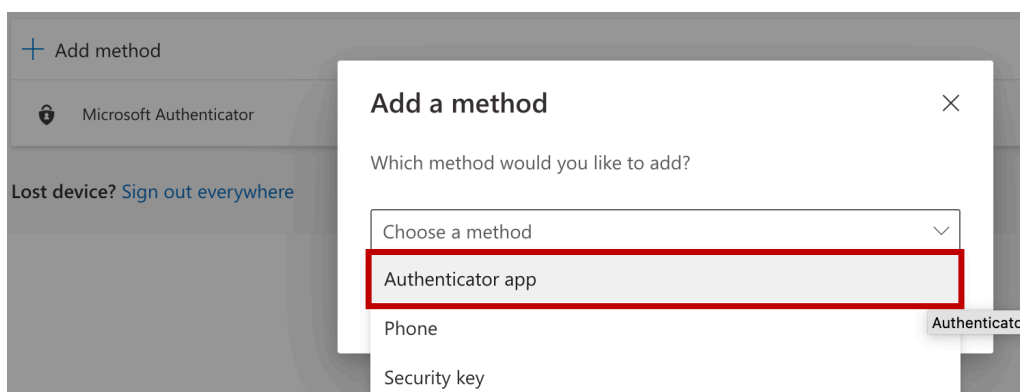 Add method
Microsoft Authenticator
Lost device? Sign out everywhere
Add a method
Which method would you like to add?
Choose a method
Authenticator app
Phone
Authenticato
Security key